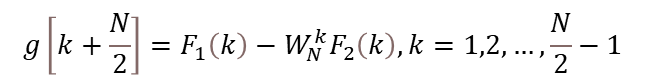 g[k + N/2] = F₁(k) − W_N^k F₂(k), k = 1,2, …, N/2 − 1